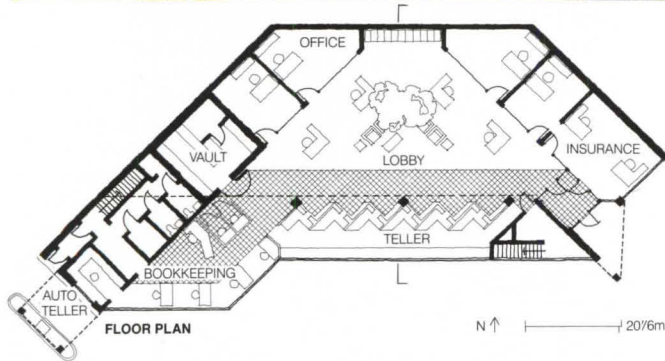 OFFICE
VAULT
LOBBY
INSURANCE
TELLER
BOOKKEEPING
AUTO
TELLER
FLOOR PLAN
N ↑
20'/6m